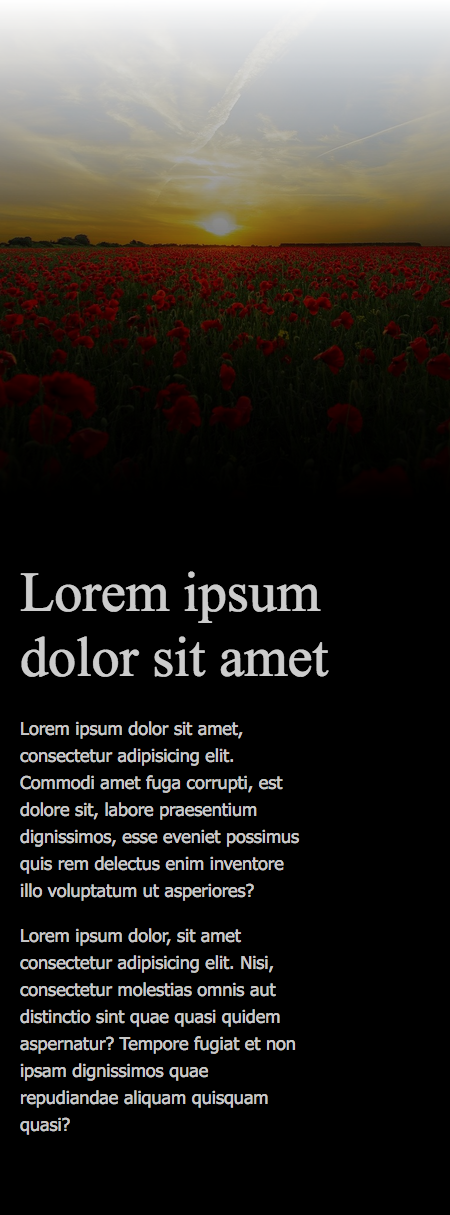 Lorem ipsum
dolor sit amet
Lorem ipsum dolor sit amet,
consectetur adipisicing elit.
Commodi amet fuga corrupti, est
dolore sit, labore praesentium
dignissimos, esse eveniet possimus
quis rem delectus enim inventore
illo voluptatum ut asperiores?
Lorem ipsum dolor, sit amet
consectetur adipisicing elit. Nisi,
consectetur molestias omnis aut
distinctio sint quae quasi quidem
aspernatur? Tempore fugiat et non
ipsam dignissimos quae
repudiandae aliquam quisquam
quasi?